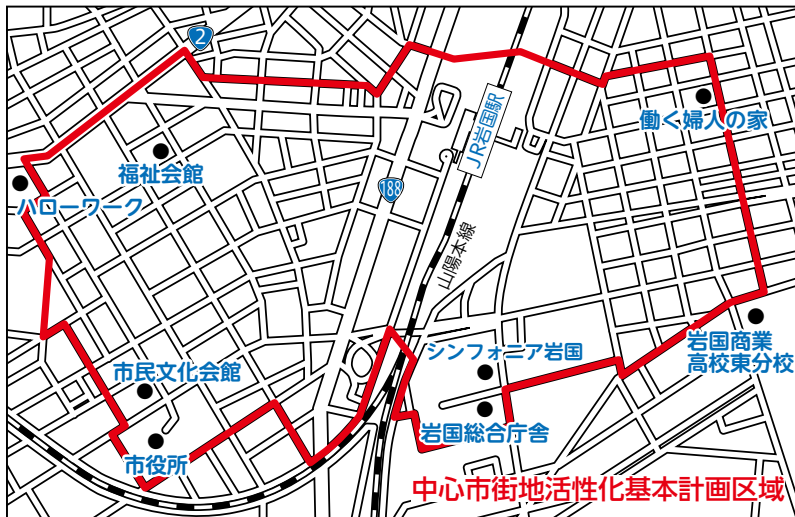 2
JR岩国駅
働く婦人の家
福祉会館
ハローワーク
188
山陽本線
シンフォニア岩国
岩国商業
高校東分校
市民文化会館
岩国総合庁舎
市役所
中心市街地活性化基本計画区域